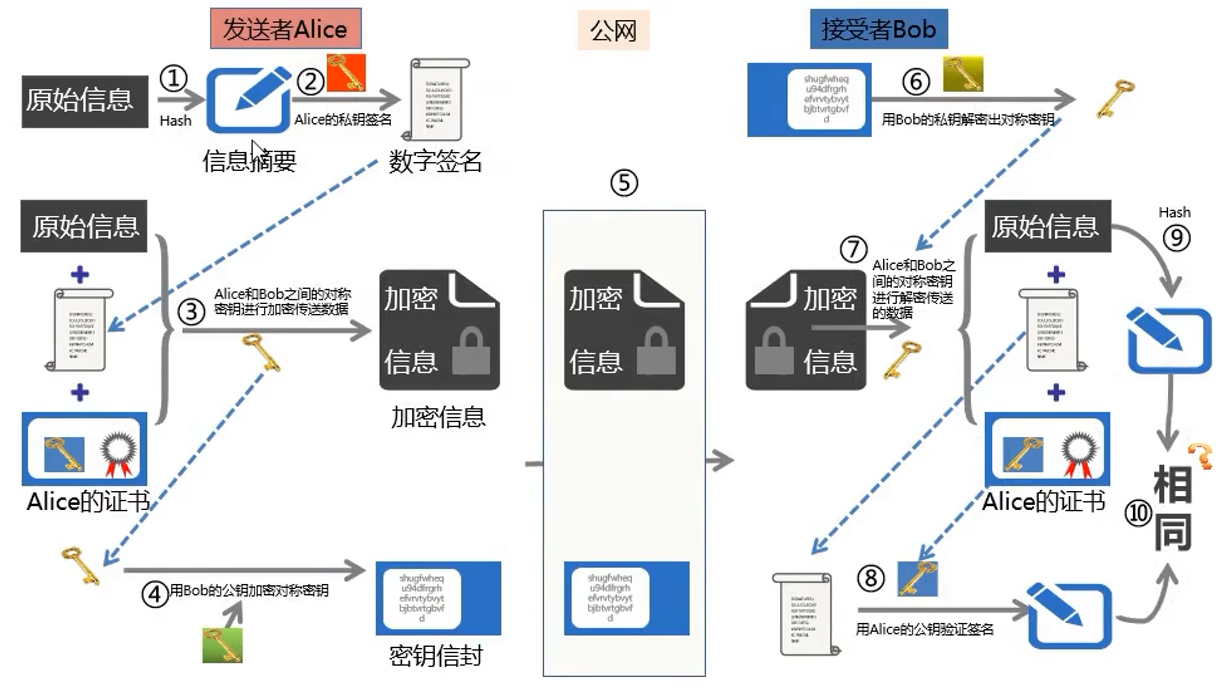 发送者Alice
公网
接受者Bob
原始信息
①
Hash
信息摘要
②
Alice的私钥签名
数字签名
shugfwheq
u94dfrgrh
efvrvtybvyt
bjbtvrtgbvf
d
⑥
用Bob的私钥解密出对称密钥
⑤
原始信息
Alice的证书
③
Alice和Bob之间的对称
密钥进行加密传送数据
加密
信息
加密信息
加密
信息
加密
信息
⑦
Alice和Bob之
间的对称密钥
进行解密传送
的数据
原始信息
Hash
⑨
Alice的证书
相
同
⑩
④
用Bob的公钥加密对称密钥
shugfwheq
u94dfrgrh
efvrvtybvyt
bjbtvrtgbvf
d
密钥信封
shugfwheq
u94dfrgrh
efvrvtybvyt
bjbtvrtgbvf
d
⑧
用Alice的公钥验证签名